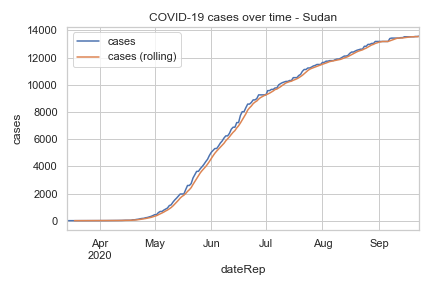 COVID-19 cases over time - Sudan
cases
cases (rolling)
14000
12000
10000
8000
6000
4000
2000
0
cases
Apr
2020
May
Jun
Jul
Aug
Sep
dateRep